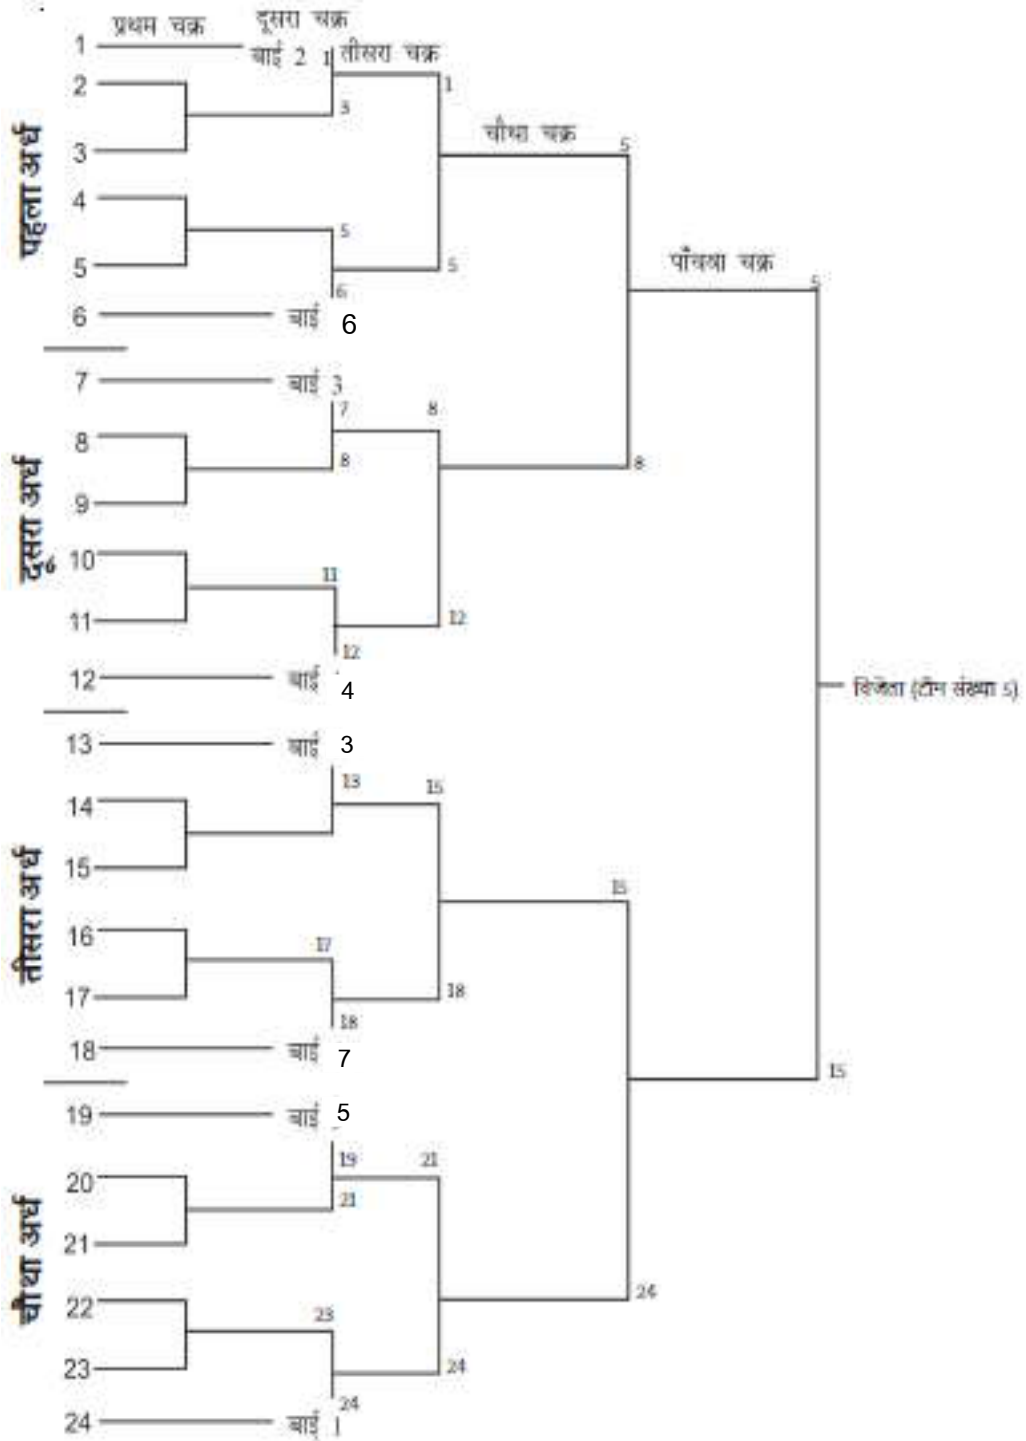 प्रथम चक्र
दूसरा चक्र
तीसरा चक्र
चौथा चक्र
पाँचवा चक्र
पहला अर्ध
1
बाई 2 1
2
3
3
1
4
5
5
5
6
6
बाई 6
5
5
दूसरा अर्ध
6
7
बाई 3
7
8
8
8
9
10
11
11
12
12
12
बाई 4
8
विजेता (टीम संख्या 5)
तीसरा अर्ध
13
बाई 3
13
15
14
15
16
17
17
18
18
18
बाई 7
15
15
चौथा अर्ध
19
बाई 5
19
21
20
21
21
22
23
23
24
24
24
बाई 1
24